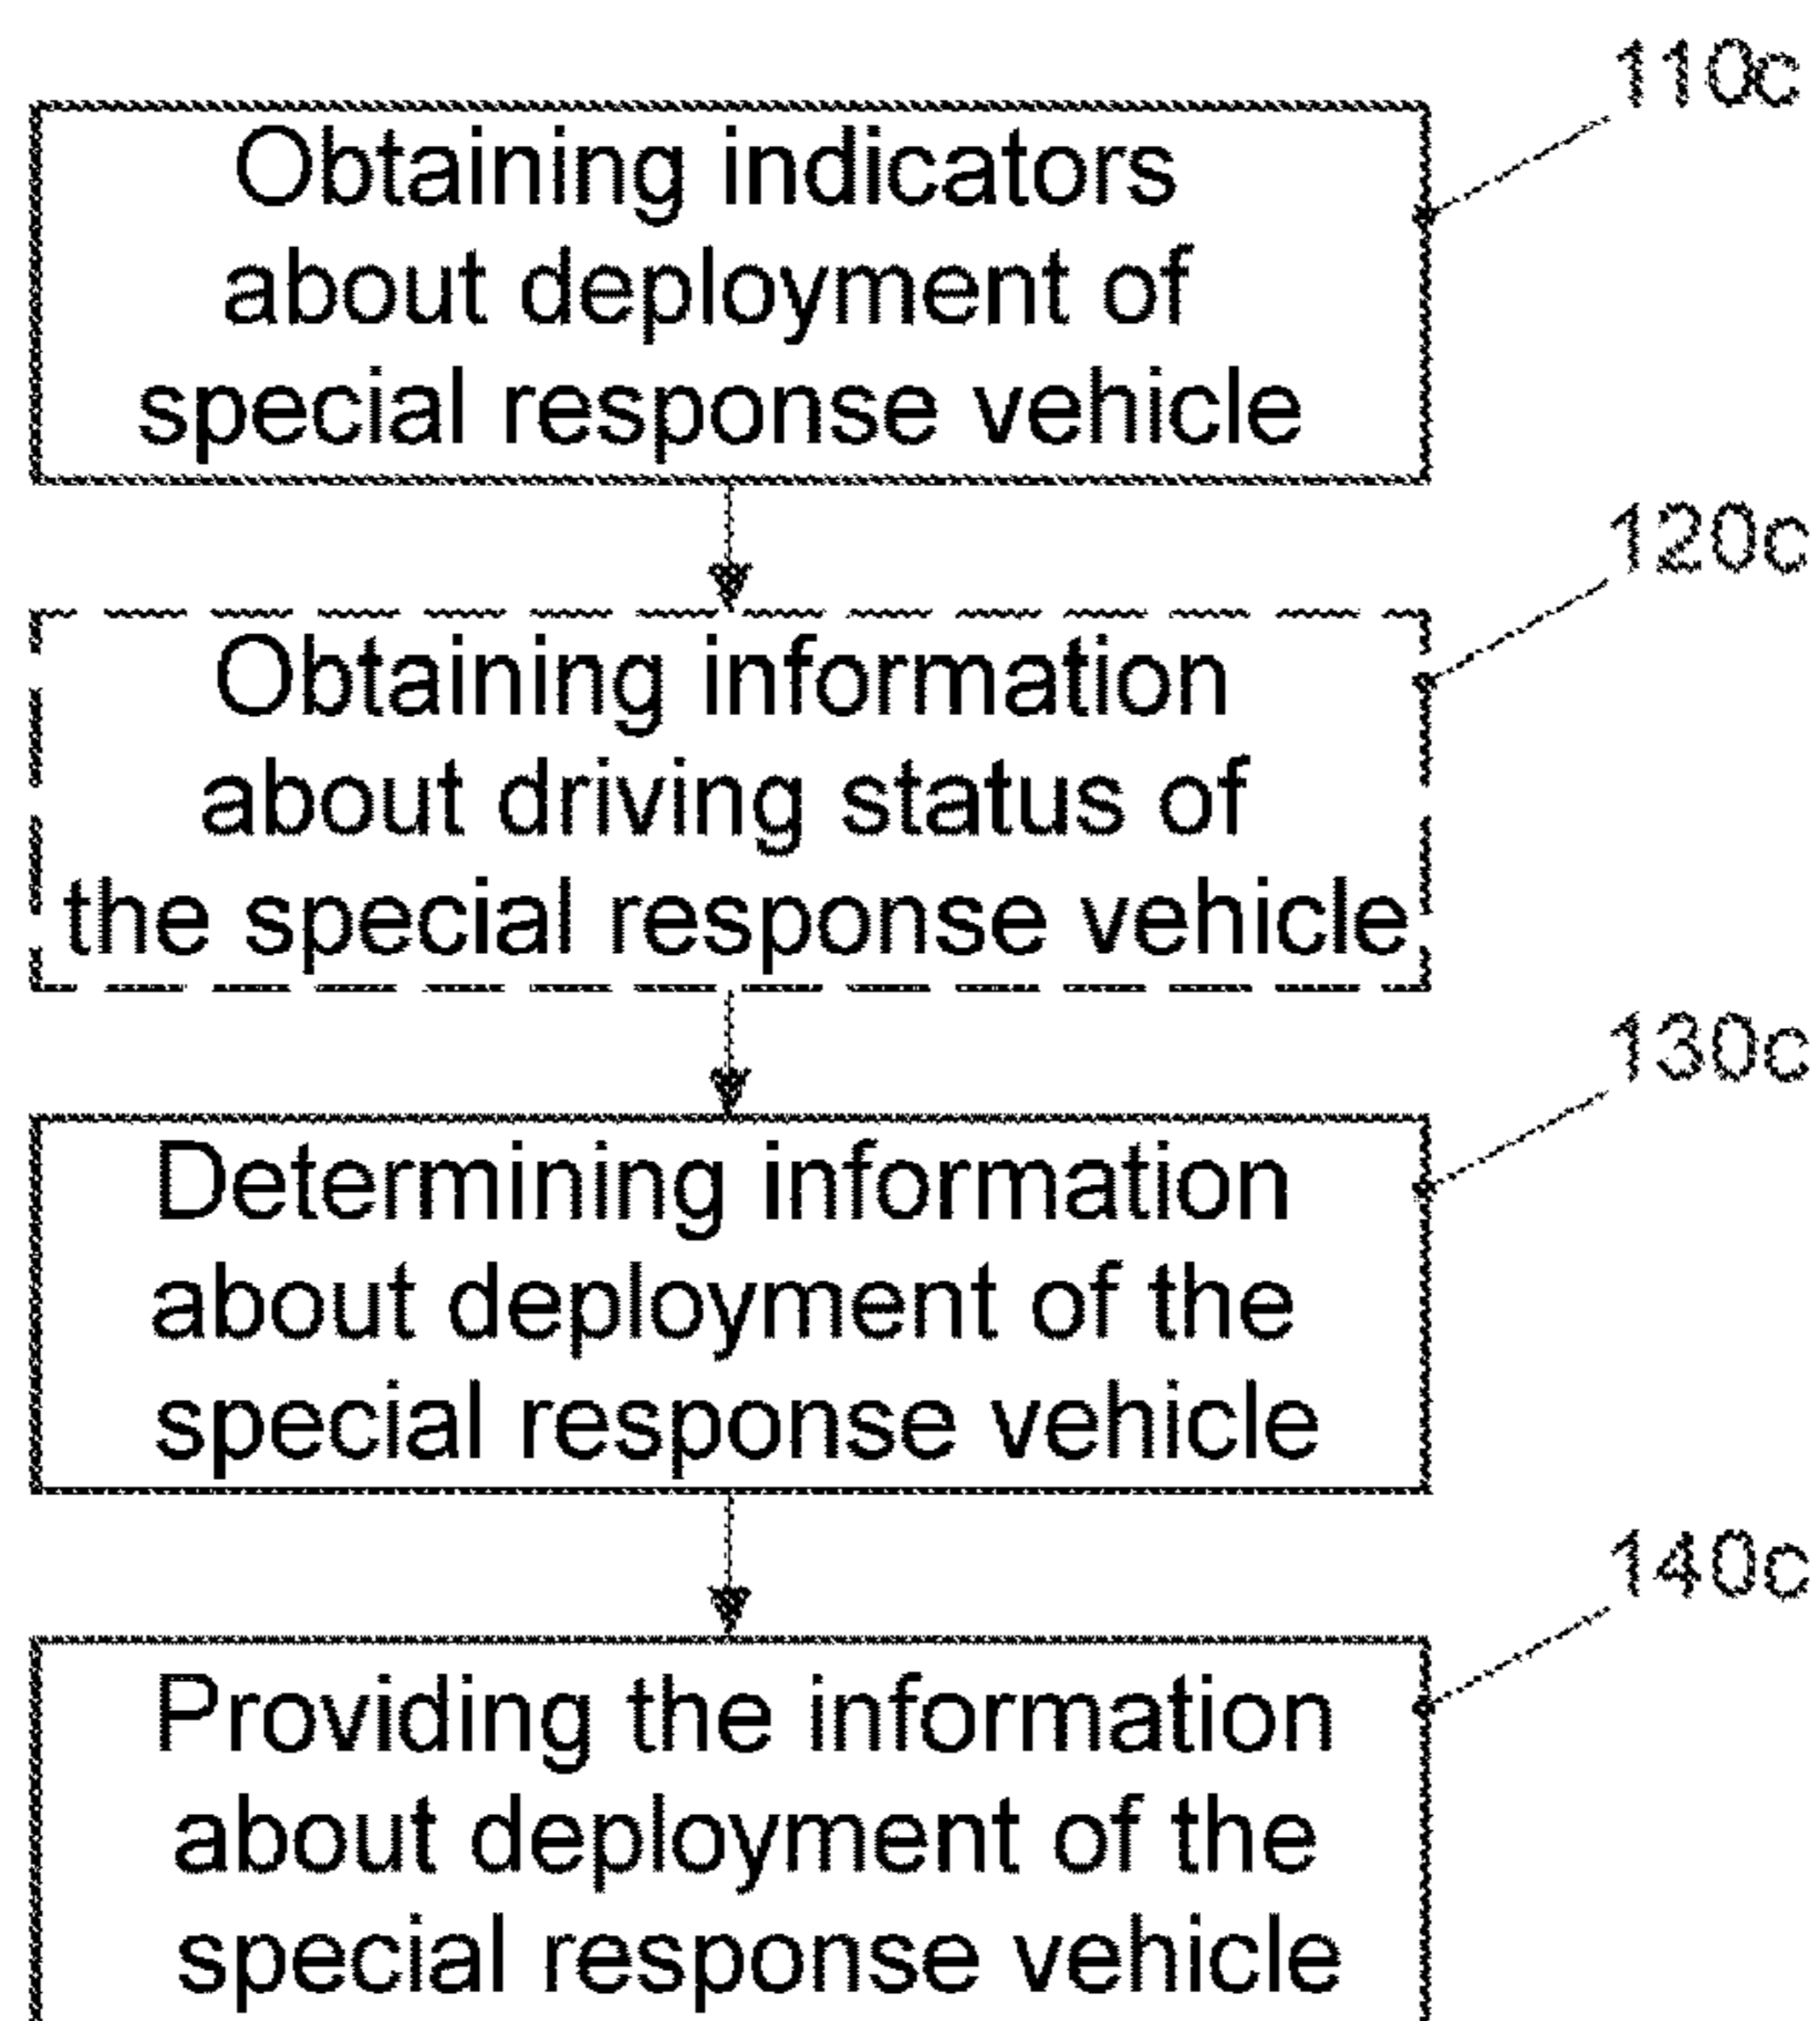 110c
Obtaining indicators
about deployment of
special response vehicle
120c
Obtaining information
about driving status of
the special response vehicle
130c
Determining information
about deployment of the
special response vehicle
140c
Providing the information
about deployment of the
special response vehicle